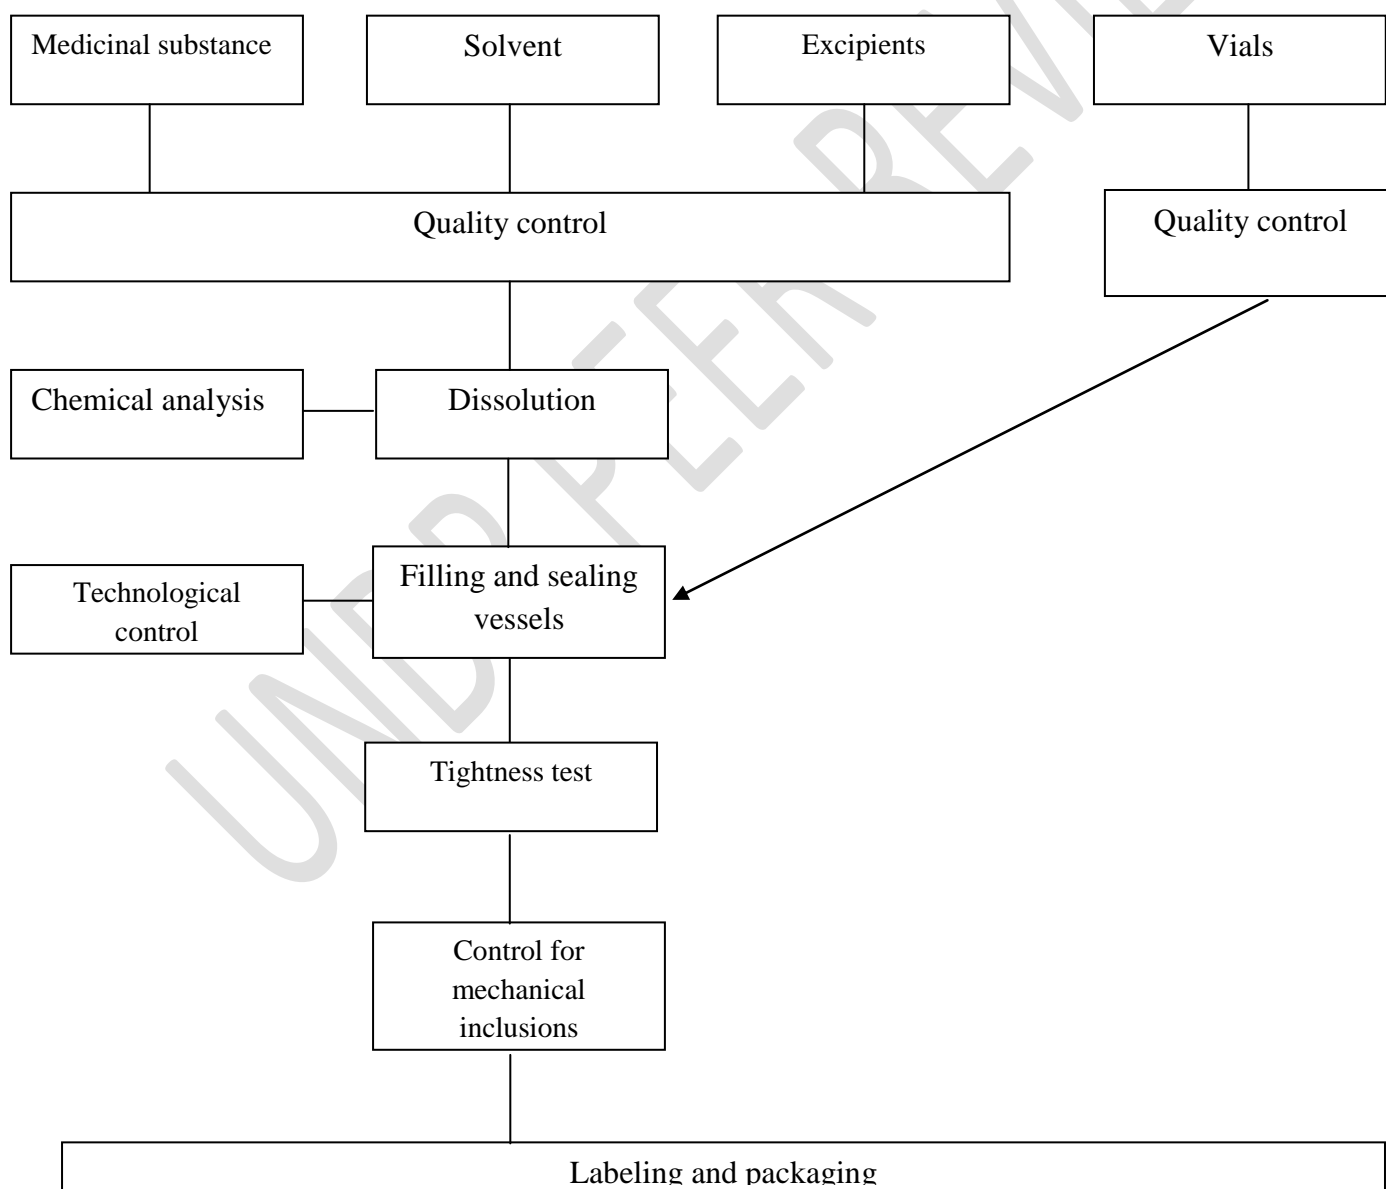 Medicinal substance
Solvent
Excipients
Vials
Quality control
Quality control
Chemical analysis
Dissolution
Technological
control
Filling and sealing
vessels
Tightness test
Control for
mechanical
inclusions
Labeling and packaging